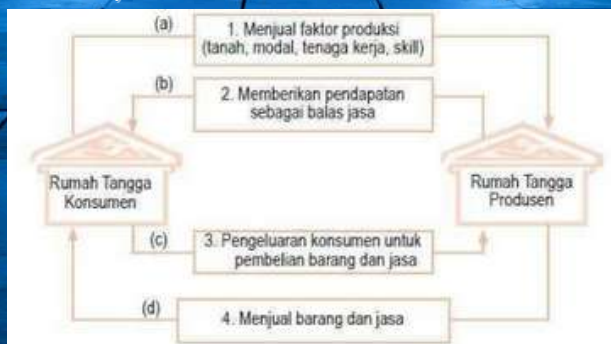 (a)
1. Menjual faktor produksi
(tanah, modal, tenaga kerja, skill)
(b)
2. Memberikan pendapatan
sebagai balas jasa
Rumah Tangga
Konsumen
Rumah Tangga
Produsen
(c)
3. Pengeluaran konsumen untuk
pembelian barang dan jasa
(d)
4. Menjual barang dan jasa